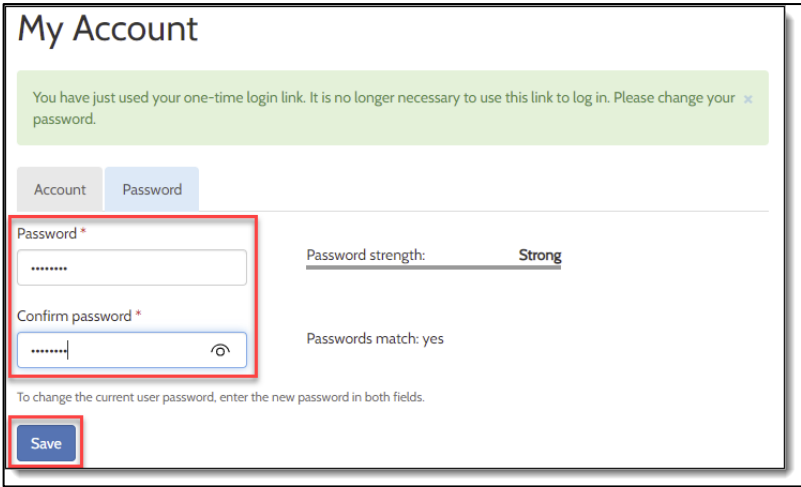 My Account
You have just used your one-time login link. It is no longer necessary to use this link to log in. Please change your ×
password.
Account Password
Password *
Password strength: Strong
••••••••
Confirm password *
Passwords match: yes
••••••••
To change the current user password, enter the new password in both fields.
Save